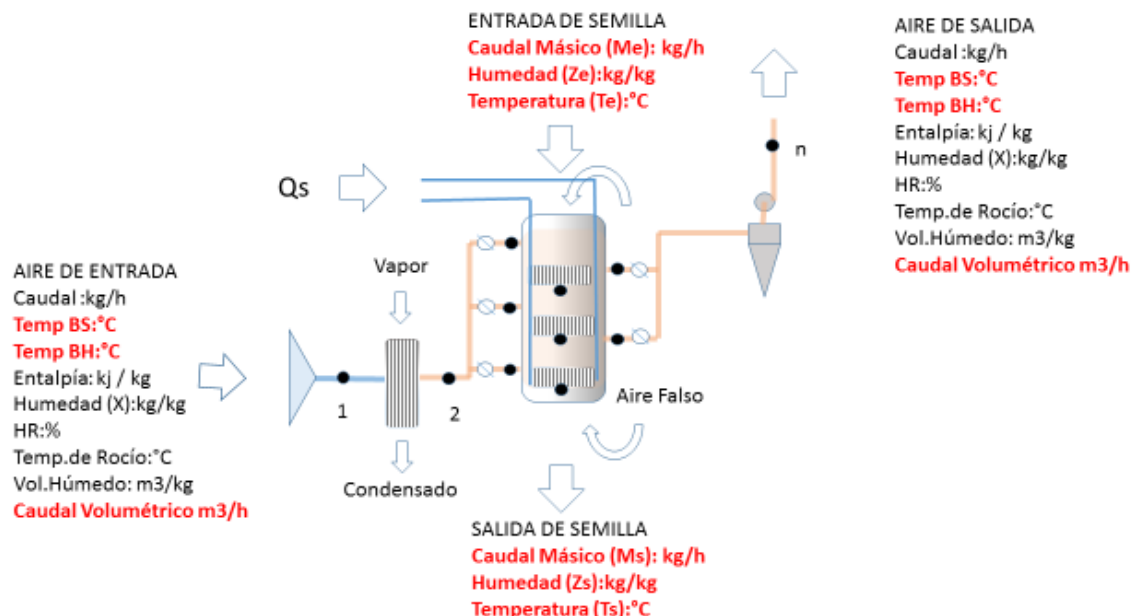 ENTRADA DE SEMILLA
Caudal Másico (Me): kg/h
Humedad (Ze):kg/kg
Temperatura (Te):°C
AIRE DE SALIDA
Caudal :kg/h
Temp BS:°C
Temp BH:°C
Entalpía: kj / kg
Humedad (X):kg/kg
HR:%
Temp.de Rocío:°C
Vol.Húmedo: m3/kg
Caudal Volumétrico m3/h
n
Qs
Vapor
AIRE DE ENTRADA
Caudal :kg/h
Temp BS:°C
Temp BH:°C
Entalpía: kj / kg
Humedad (X):kg/kg
HR:%
Temp.de Rocío:°C
Vol.Húmedo: m3/kg
Caudal Volumétrico m3/h
1
2
Aire Falso
Condensado
SALIDA DE SEMILLA
Caudal Másico (Ms): kg/h
Humedad (Zs):kg/kg
Temperatura (Ts):°C